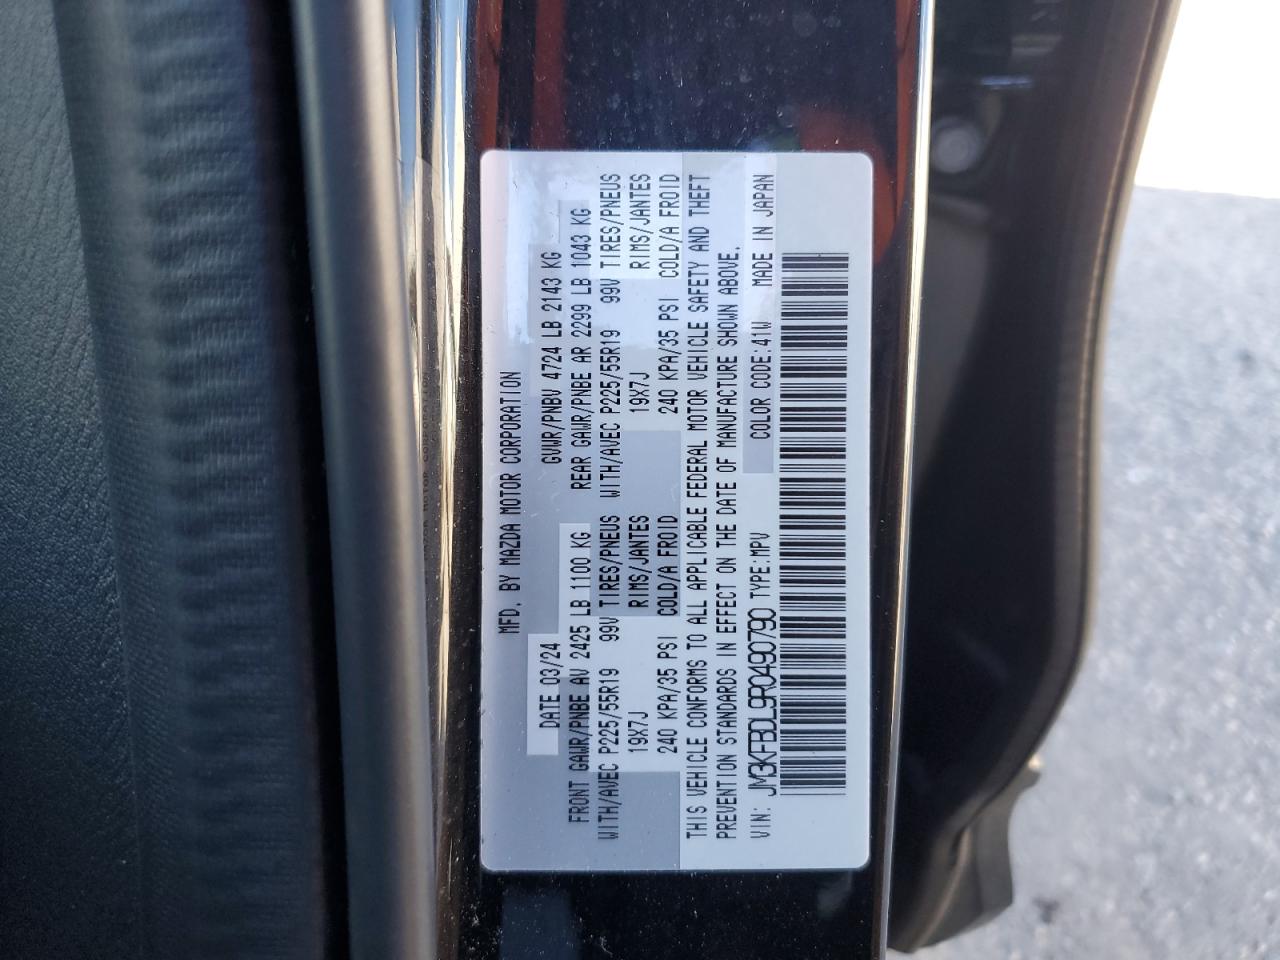 MFD. BY MAZDA MOTOR CORPORATION
DATE 03/24 GVWR/PNBV 4724 LB 2143 KG
FRONT GAWR/PNBE AV 2425 LB 1100 KG REAR GAWR/PNBE AR 2299 LB 1043 KG
WITH/AVEC P225/55R19 99V TIRES/PNEUS WITH/AVEC P225/55R19 99V TIRES/PNEUS
19X7J RIMS/JANTES 19X7J RIMS/JANTES
240 KPA/35 PSI COLD/A FROID 240 KPA/35 PSI COLD/A FROID
THIS VEHICLE CONFORMS TO ALL APPLICABLE FEDERAL MOTOR VEHICLE SAFETY AND THEFT
PREVENTION STANDARDS IN EFFECT ON THE DATE OF MANUFACTURE SHOWN ABOVE.
VIN: JM3KFBDL9R0490790 TYPE:MPV COLOR CODE:41W MADE IN JAPAN